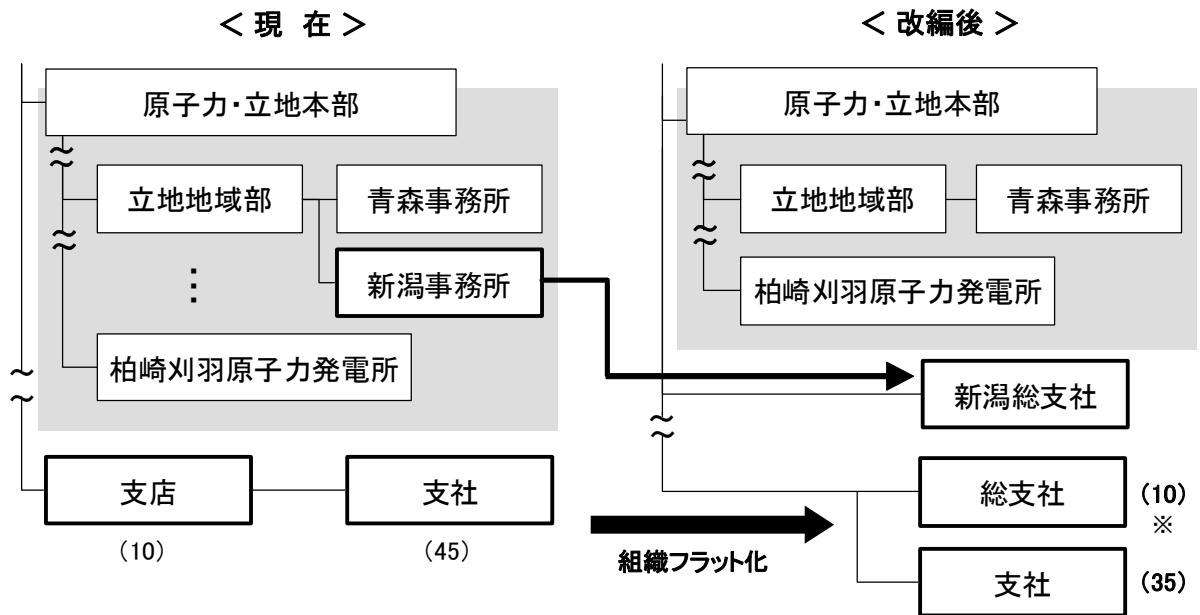 ＜ 現 在 ＞
原子力・立地本部
立地地域部
青森事務所
新潟事務所
⋮
柏崎刈羽原子力発電所
支店
支社
（10）
（45）
組織フラット化
＜ 改編後 ＞
原子力・立地本部
立地地域部
青森事務所
柏崎刈羽原子力発電所
新潟総支社
総支社
（10）
※
支社
（35）